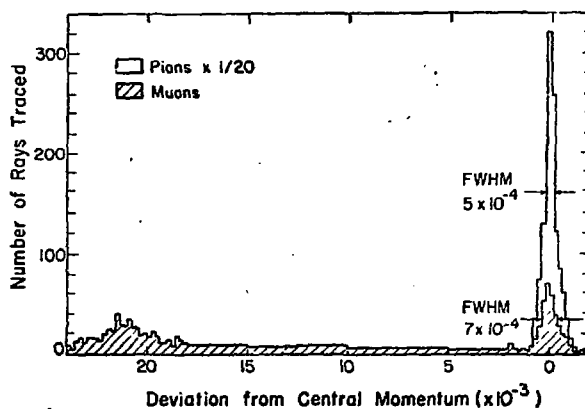 Number of Rays Traced
320
300
200
100
0
Pions x 1/20
Muons
FWHM
5 x 10⁻⁴
FWHM
7 x 10⁻⁴
20
15
10
5
0
Deviation from Central Momentum (x10⁻³)